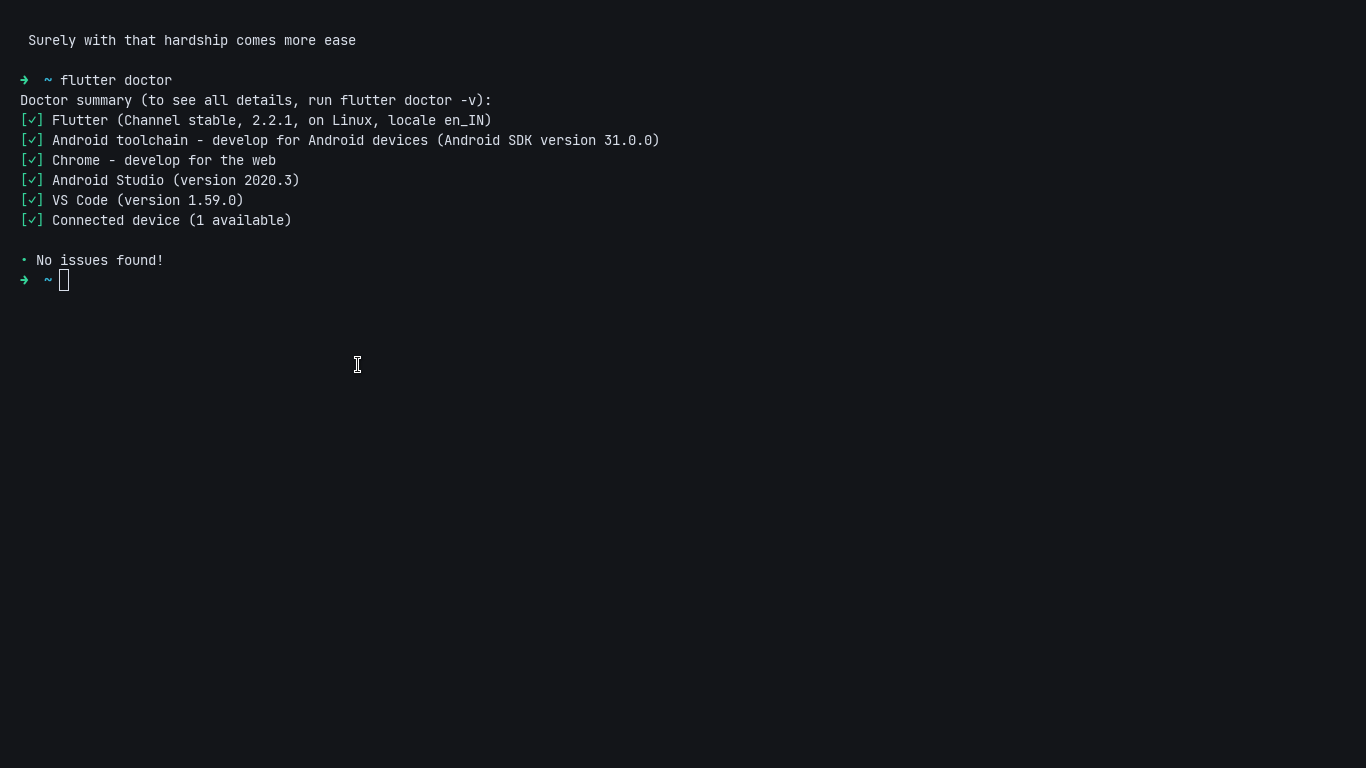 Surely with that hardship comes more ease
➜ ~ flutter doctor
Doctor summary (to see all details, run flutter doctor -v):
[✓] Flutter (Channel stable, 2.2.1, on Linux, locale en_IN)
[✓] Android toolchain - develop for Android devices (Android SDK version 31.0.0)
[✓] Chrome - develop for the web
[✓] Android Studio (version 2020.3)
[✓] VS Code (version 1.59.0)
[✓] Connected device (1 available)
• No issues found!
➜ ~